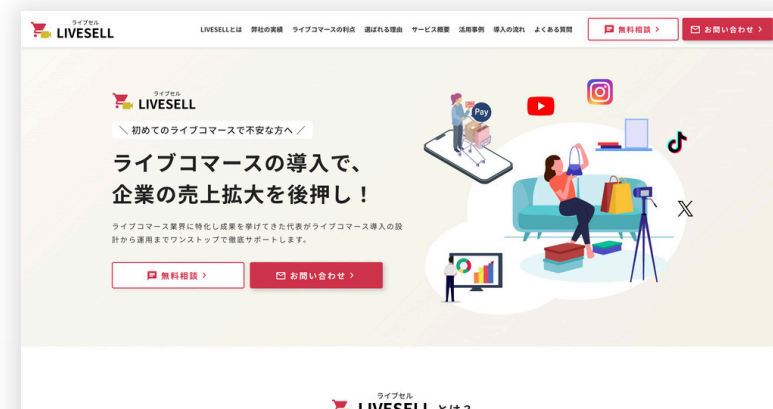 ライブセル
LIVESELL
LIVESELLとは 弊社の実績 ライブコマースの利点 選ばれる理由 サービス概要 活用事例 導入の流れ よくある質問
無料相談
お問い合わせ
ライブセル
LIVESELL
＼ 初めてのライブコマースで不安な方へ ／
ライブコマースの導入で、
企業の売上拡大を後押し！
ライブコマース業界に特化し成果を挙げてきた代表がライブコマース導入の設
計から運用までワンストップで徹底サポートします。
無料相談
お問い合わせ
Pay
ライブセル
LIVESELL とは？